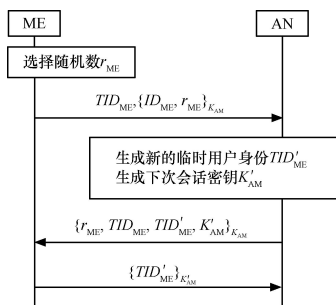 ME
AN
选择随机数r_ME
TID_ME,{ID_ME, r_ME}_K_AM
生成新的临时用户身份TID'_ME
生成下次会话密钥K'_AM
{r_ME, TID_ME, TID'_ME, K'_AM}_K_AM
{TID'_ME}_K'_AM